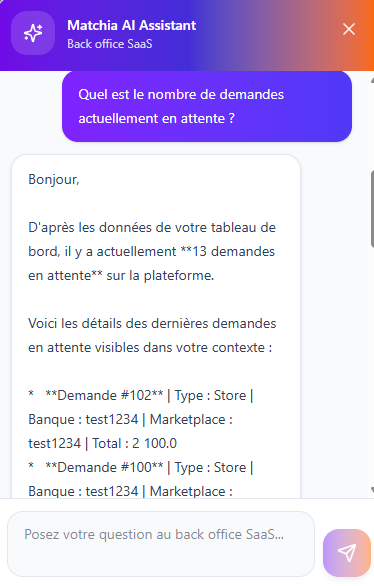 Matchia AI Assistant
Back office SaaS
Quel est le nombre de demandes
actuellement en attente ?
Bonjour,
D'après les données de votre tableau de
bord, il y a actuellement **13 demandes
en attente** sur la plateforme.
Voici les détails des dernières demandes
en attente visibles dans votre contexte :
*   **Demande #102** | Type : Store |
Banque : test1234 | Marketplace :
test1234 | Total : 2 100.0
*   **Demande #100** | Type : Store |
Banque : test1234 | Marketplace :
Posez votre question au back office SaaS...